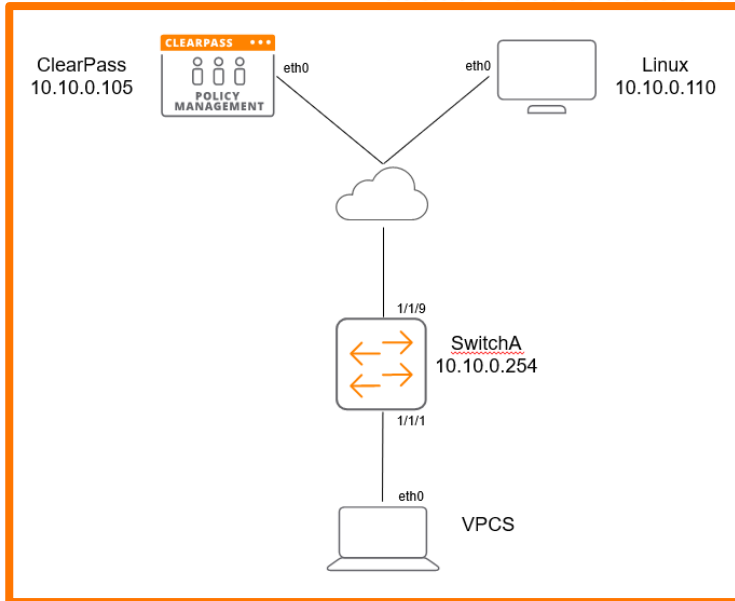 CLEARPASS
POLICY
MANAGEMENT
ClearPass
10.10.0.105
eth0
eth0
Linux
10.10.0.110
1/1/9
SwitchA
10.10.0.254
1/1/1
eth0
VPCS